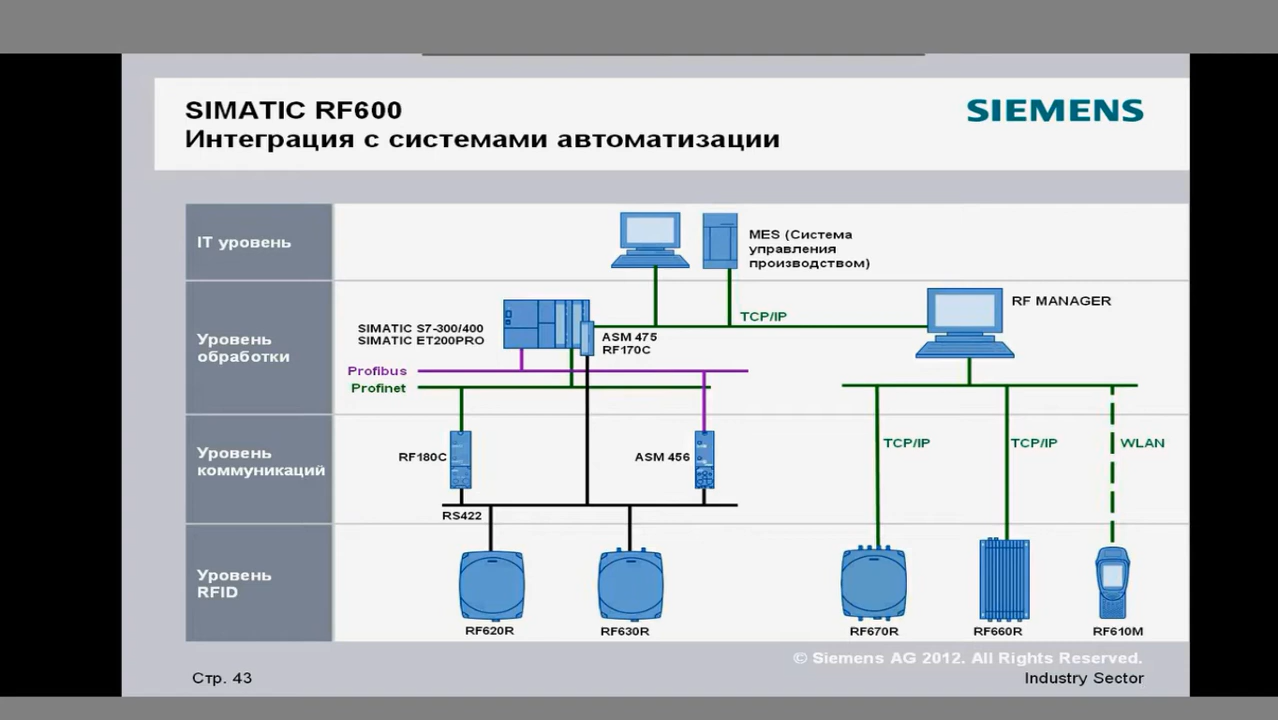 SIMATIC RF600
Интеграция с системами автоматизации
SIEMENS
IT уровень
MES (Система
управления
производством)
TCP/IP
RF MANAGER
Уровень
обработки
SIMATIC S7-300/400
SIMATIC ET200PRO
ASM 475
RF170C
Profibus
Profinet
Уровень
коммуникаций
RF180C
ASM 456
TCP/IP
TCP/IP
WLAN
RS422
Уровень
RFID
RF620R
RF630R
RF670R
RF660R
RF610M
© Siemens AG 2012. All Rights Reserved.
Стр. 43
Industry Sector